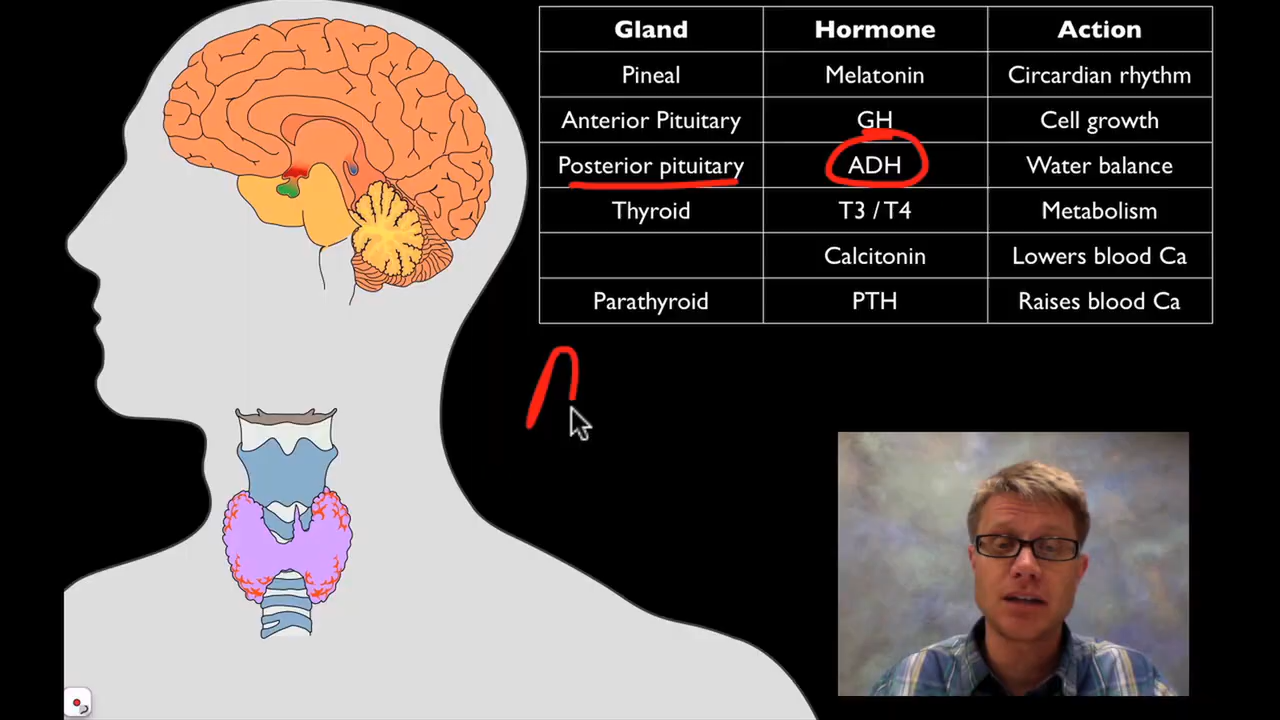 Gland Hormone Action
Pineal Melatonin Circardian rhythm
Anterior Pituitary GH Cell growth
Posterior pituitary ADH Water balance
Thyroid T3 / T4 Metabolism
Calcitonin Lowers blood Ca
Parathyroid PTH Raises blood Ca